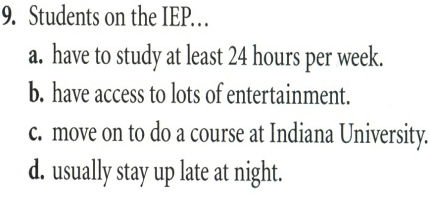 9. Students on the IEP...
a. have to study at least 24 hours per week.
b. have access to lots of entertainment.
c. move on to do a course at Indiana University.
d. usually stay up late at night.